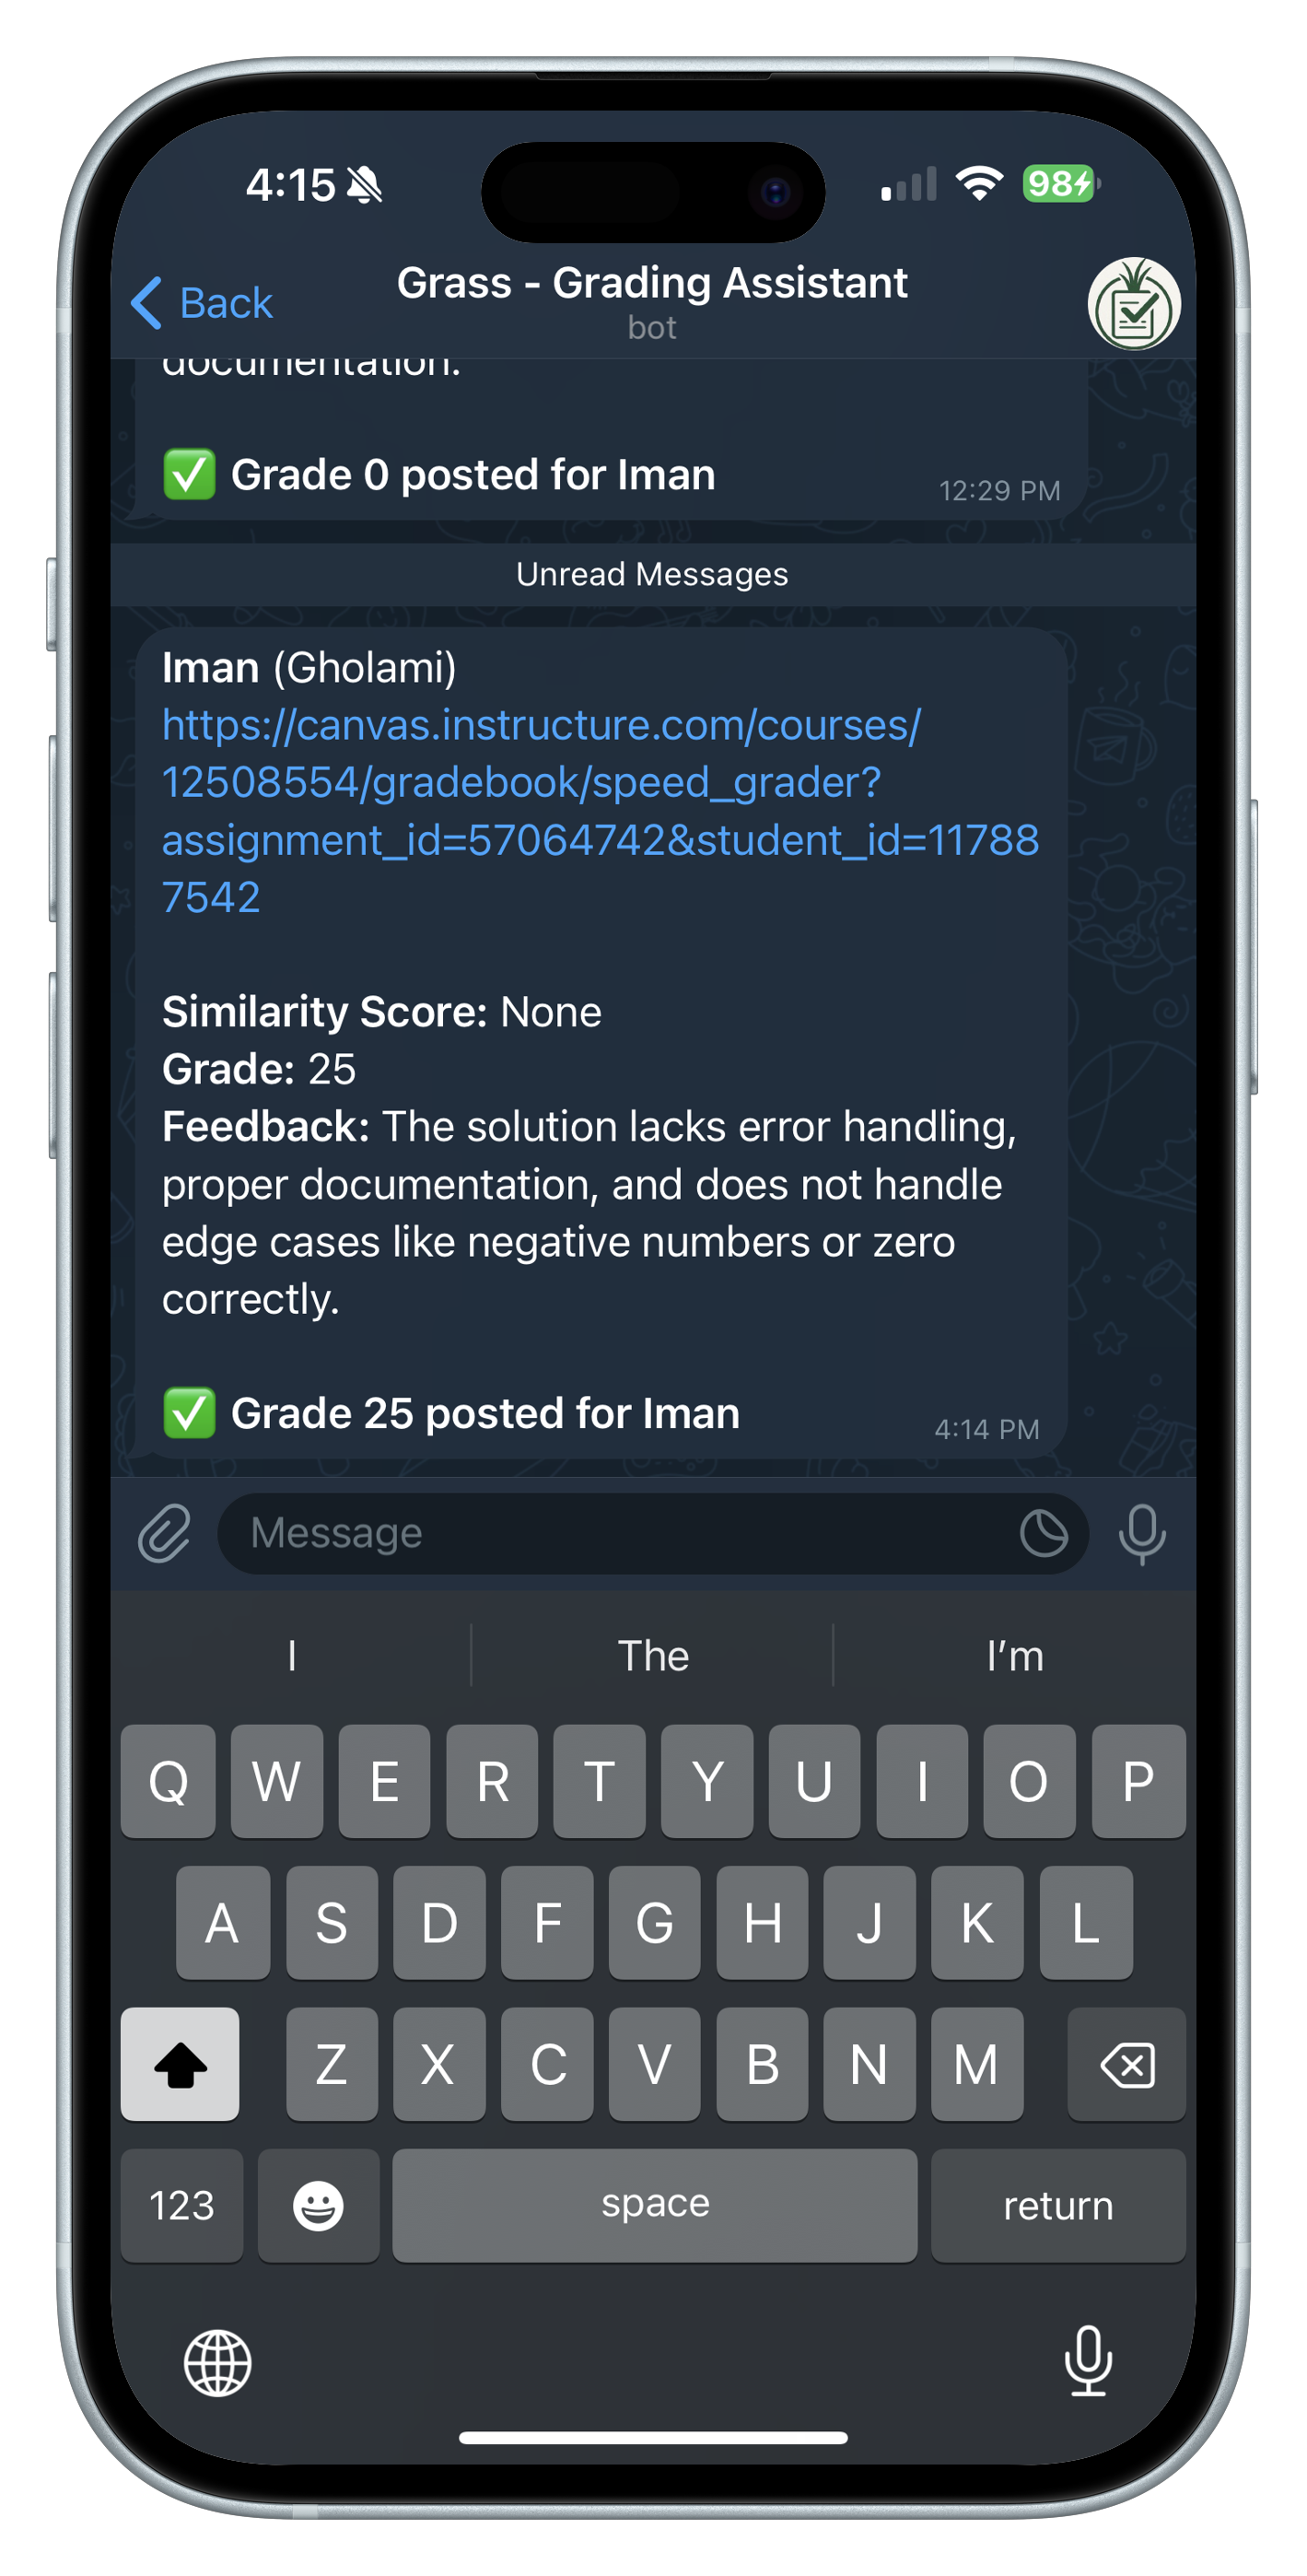 4:15
98
Back
Grass - Grading Assistant
bot
documentation.
✅ Grade 0 posted for Iman
12:29 PM
Unread Messages
Iman (Gholami)
https://canvas.instructure.com/courses/
12508554/gradebook/speed_grader?
assignment_id=57064742&student_id=11788
7542
Similarity Score: None
Grade: 25
Feedback: The solution lacks error handling,
proper documentation, and does not handle
edge cases like negative numbers or zero
correctly.
✅ Grade 25 posted for Iman
4:14 PM
Message
I The I’m
Q W E R T Y U I O P
A S D F G H J K L
Z X C V B N M
123 space return